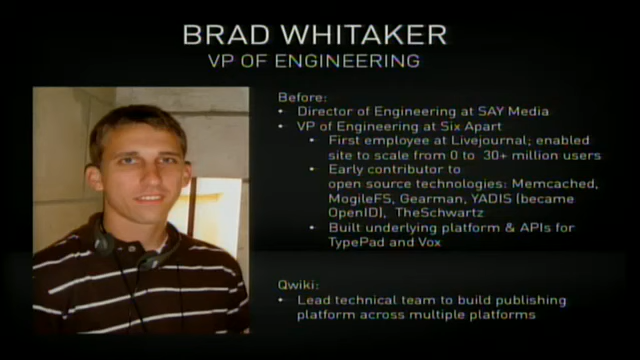 BRAD WHITAKER
VP OF ENGINEERING
Before:
• Director of Engineering at SAY Media
• VP of Engineering at Six Apart
• First employee at Livejournal; enabled
site to scale from 0 to 30+ million users
• Early contributor to
open source technologies: Memcached,
MogileFS, Gearman, YADIS (became
OpenID), TheSchwartz
• Built underlying platform & APIs for
TypePad and Vox
Qwiki:
• Lead technical team to build publishing
platform across multiple platforms